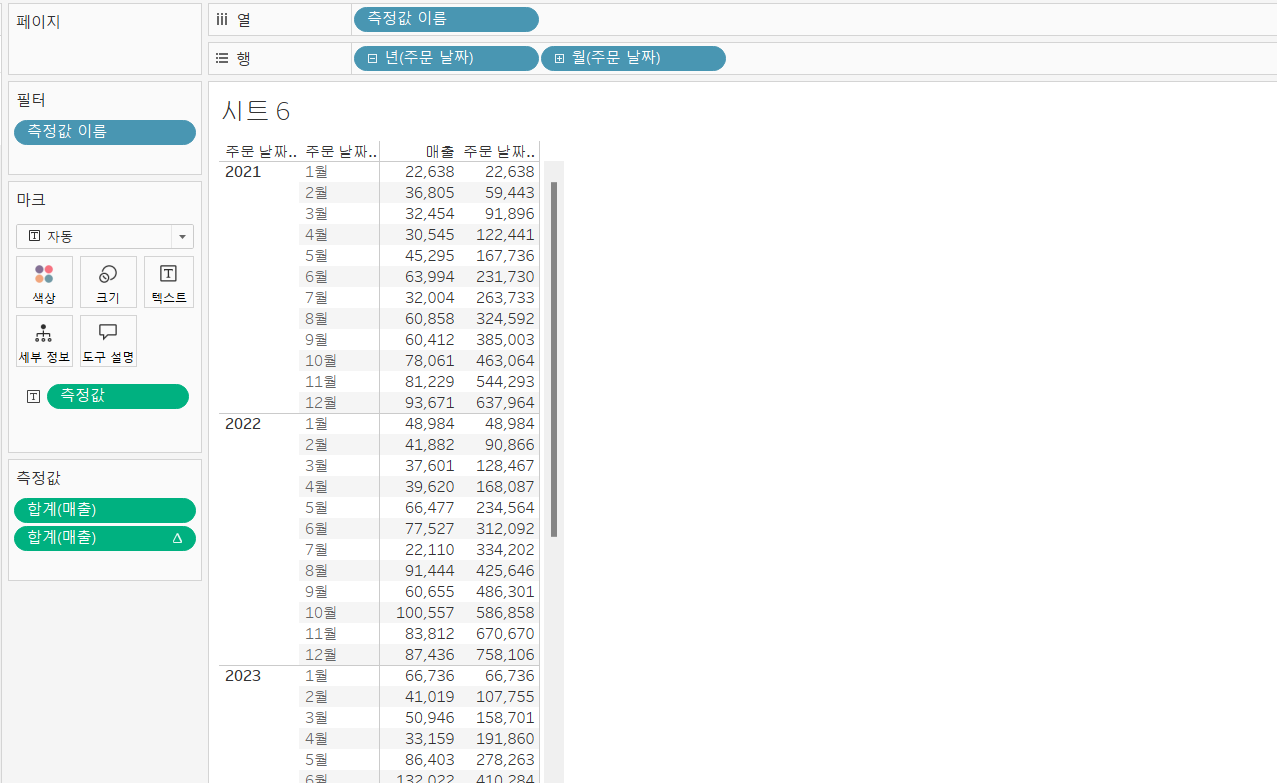 페이지
열
측정값 이름
행
년(주문 날짜)
월(주문 날짜)
필터
측정값 이름
마크
자동
색상
크기
텍스트
세부 정보
도구 설명
측정값
측정값
합계(매출)
합계(매출) Δ
시트 6
주문 날짜.. 주문 날짜.. 매출 주문 날짜..
2021 1월 22,638 22,638
2월 36,805 59,443
3월 32,454 91,896
4월 30,545 122,441
5월 45,295 167,736
6월 63,994 231,730
7월 32,004 263,733
8월 60,858 324,592
9월 60,412 385,003
10월 78,061 463,064
11월 81,229 544,293
12월 93,671 637,964
2022 1월 48,984 48,984
2월 41,882 90,866
3월 37,601 128,467
4월 39,620 168,087
5월 66,477 234,564
6월 77,527 312,092
7월 22,110 334,202
8월 91,444 425,646
9월 60,655 486,301
10월 100,557 586,858
11월 83,812 670,670
12월 87,436 758,106
2023 1월 66,736 66,736
2월 41,019 107,755
3월 50,946 158,701
4월 33,159 191,860
5월 86,403 278,263
6월 132,022 410,284